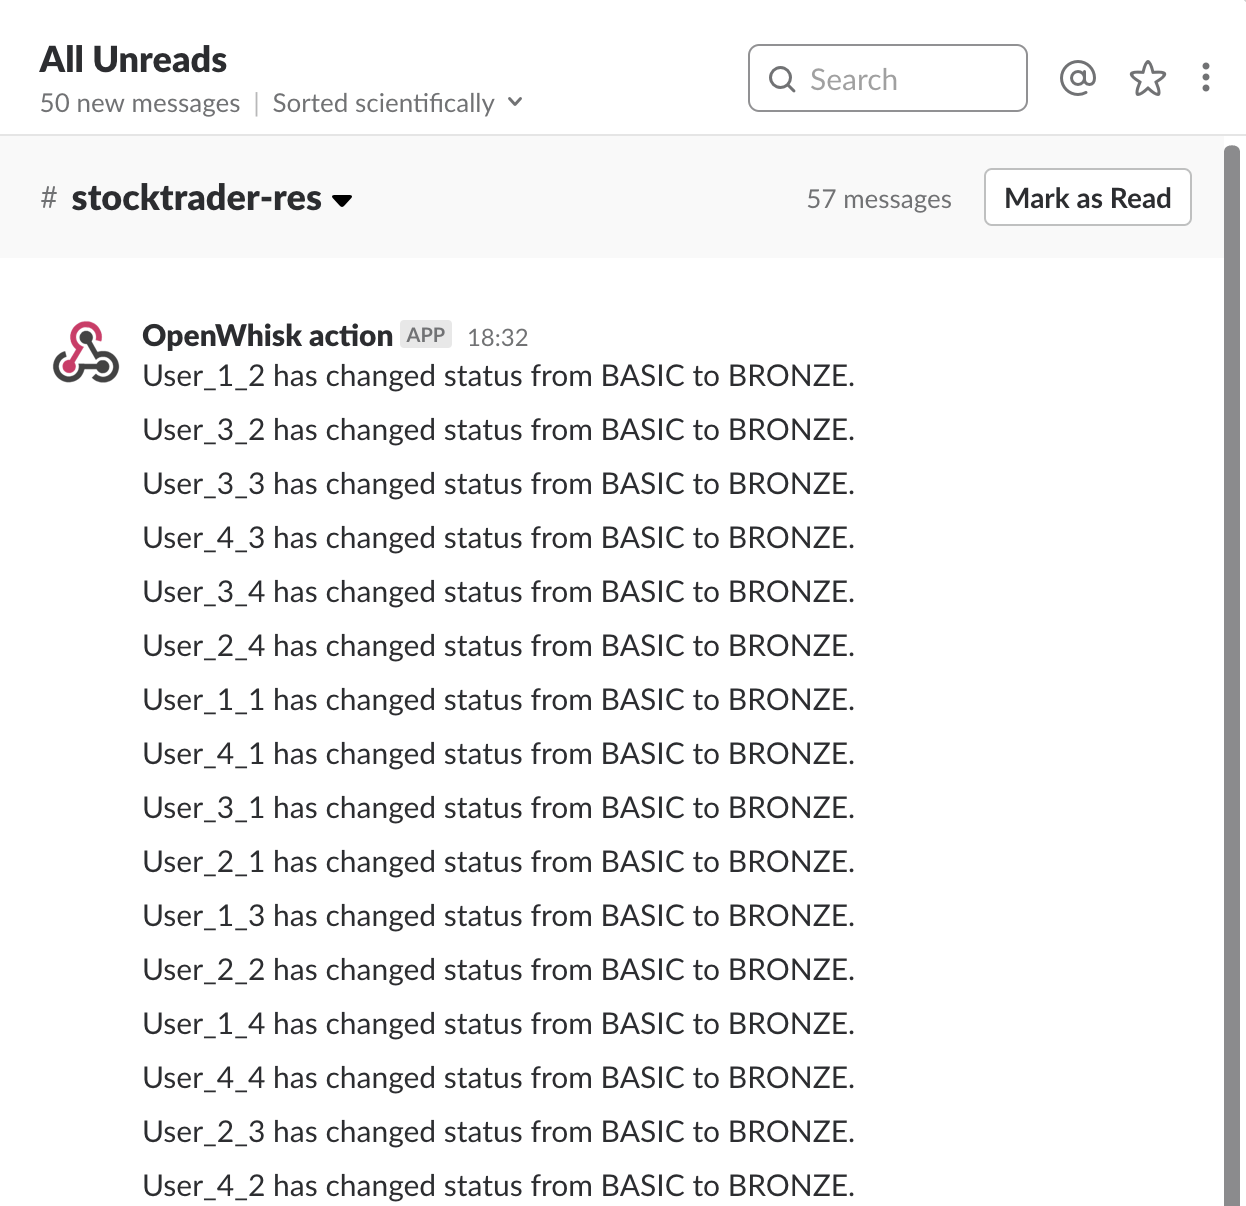 All Unreads
50 new messages | Sorted scientifically
Search
# stocktrader-res
57 messages
Mark as Read
OpenWhisk action APP 18:32
User_1_2 has changed status from BASIC to BRONZE.
User_3_2 has changed status from BASIC to BRONZE.
User_3_3 has changed status from BASIC to BRONZE.
User_4_3 has changed status from BASIC to BRONZE.
User_3_4 has changed status from BASIC to BRONZE.
User_2_4 has changed status from BASIC to BRONZE.
User_1_1 has changed status from BASIC to BRONZE.
User_4_1 has changed status from BASIC to BRONZE.
User_3_1 has changed status from BASIC to BRONZE.
User_2_1 has changed status from BASIC to BRONZE.
User_1_3 has changed status from BASIC to BRONZE.
User_2_2 has changed status from BASIC to BRONZE.
User_1_4 has changed status from BASIC to BRONZE.
User_4_4 has changed status from BASIC to BRONZE.
User_2_3 has changed status from BASIC to BRONZE.
User_4_2 has changed status from BASIC to BRONZE.